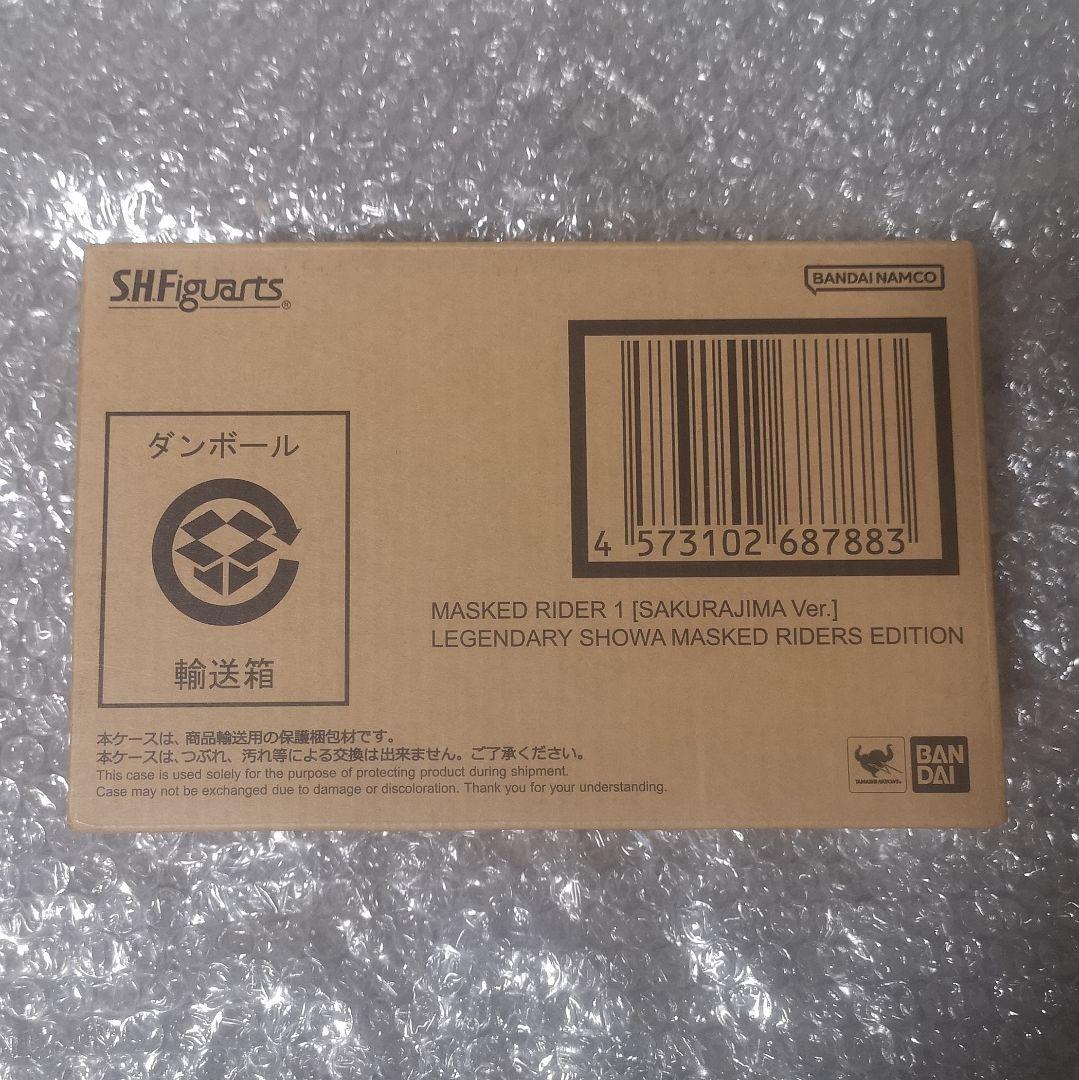 S.H.Figuarts®
BANDAI NAMCO
4 573102 687883
ダンボール
輸送箱
MASKED RIDER 1 [SAKURAJIMA Ver.]
LEGENDARY SHOWA MASKED RIDERS EDITION
本ケースは、商品輸送用の保護梱包材です。
本ケースは、つぶれ、汚れ等による交換は出来ません。ご了承ください。
This case is used solely for the purpose of protecting product during shipment.
Case may not be exchanged due to damage or discoloration. Thank you for your understanding.
TAMASHII NATIONS
BAN
DAI